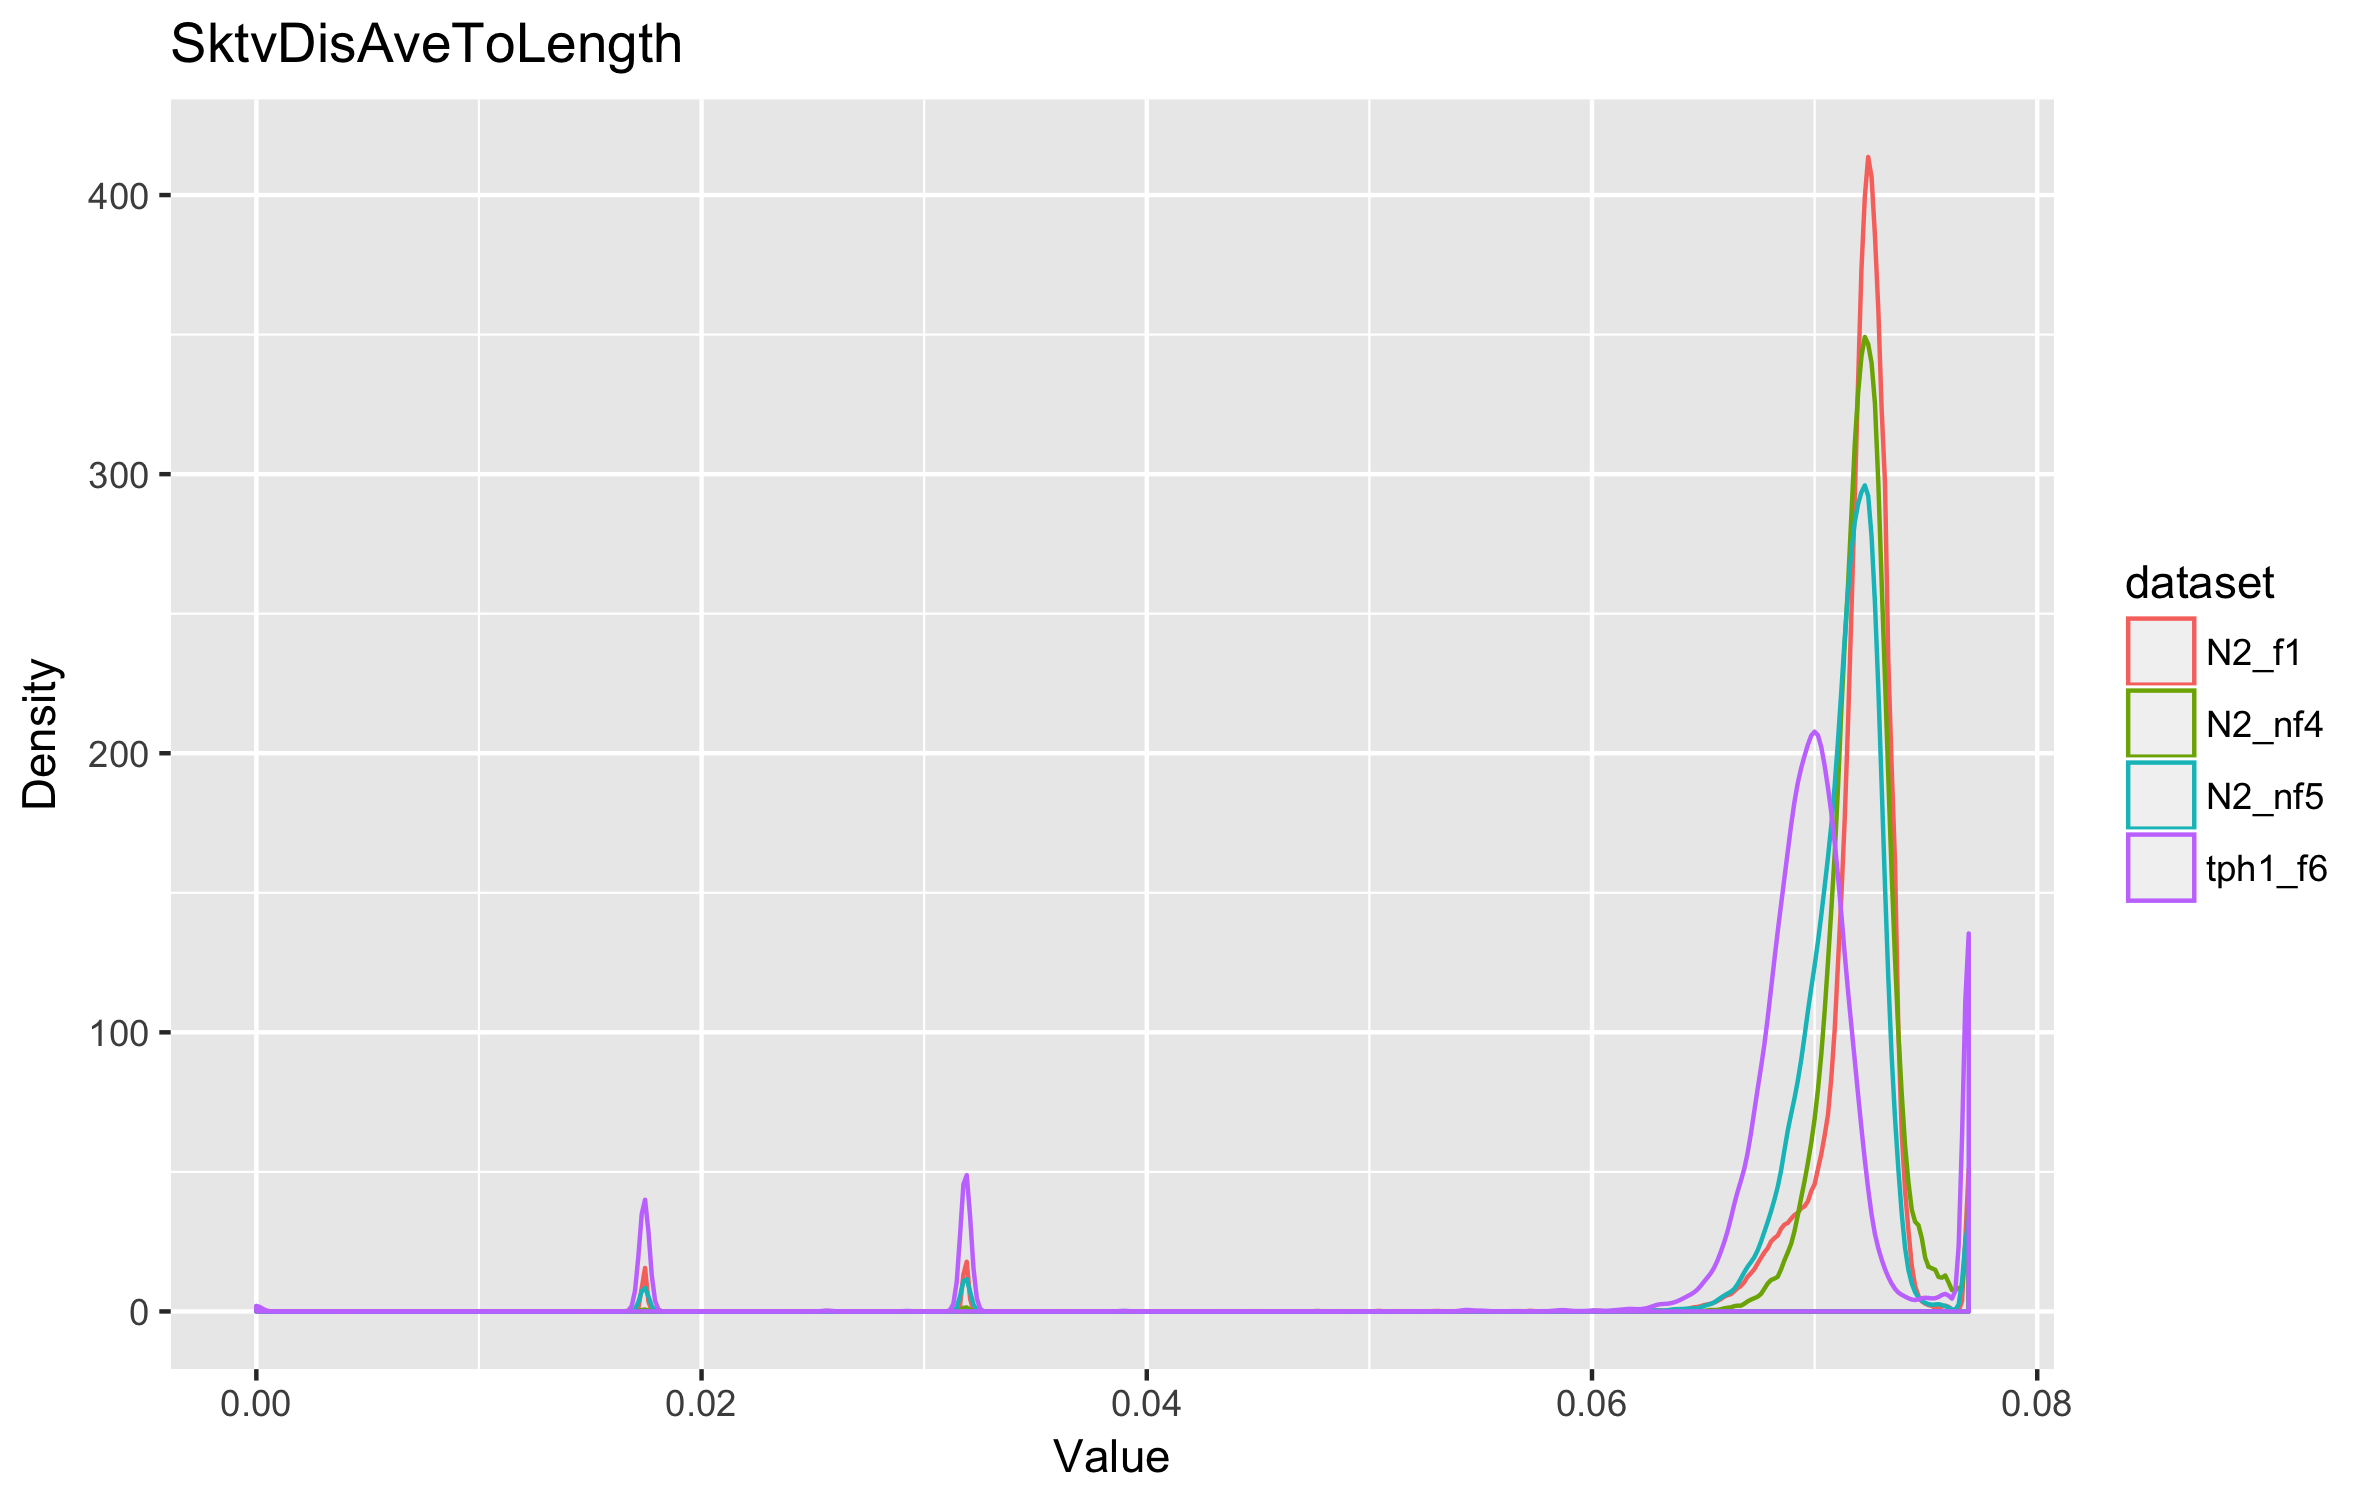 SktvDisAveToLength
400
300
200
100
0
Density
0.00
0.02
0.04
0.06
0.08
Value
dataset
N2_f1
N2_nf4
N2_nf5
tph1_f6